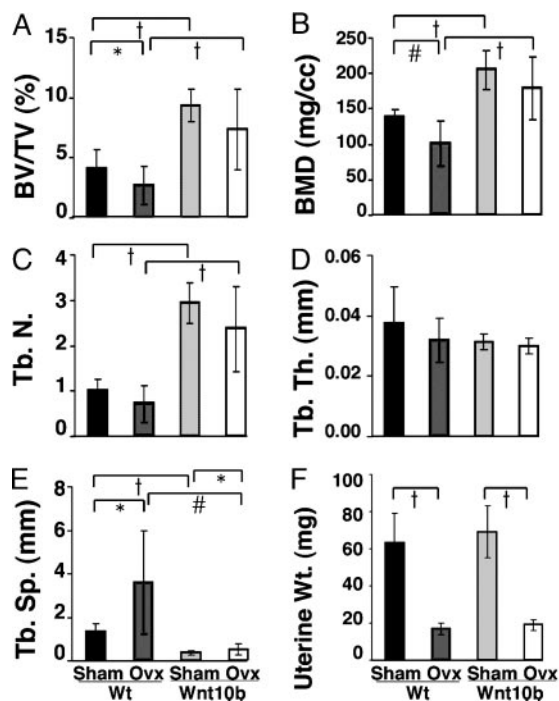 A
BV/TV (%)
15
10
5
0
†
*
†
B
BMD (mg/cc)
250
200
150
100
50
0
†
#
†
C
Tb. N.
4
3
2
1
0
†
†
D
Tb. Th. (mm)
0.06
0.04
0.02
0.00
E
Tb. Sp. (mm)
8
6
4
2
0
†
*
*
#
Sham Ovx Sham Ovx
Wt Wnt10b
F
Uterine Wt. (mg)
80
60
40
20
0
†
†
Sham Ovx Sham Ovx
Wt Wnt10b